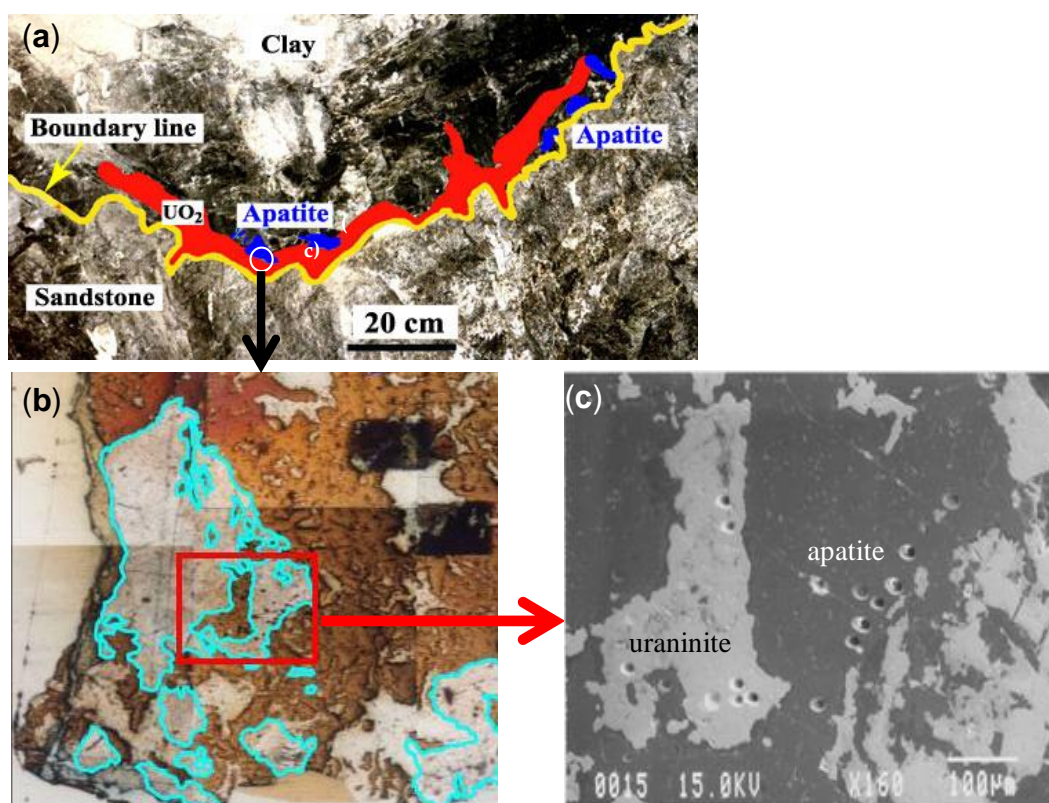 (a)
Clay
Boundary line
Apatite
UO₂
Apatite
c)
Sandstone
20 cm
(b)
(c)
apatite
uraninite
0015 15.0KV X160 100µm